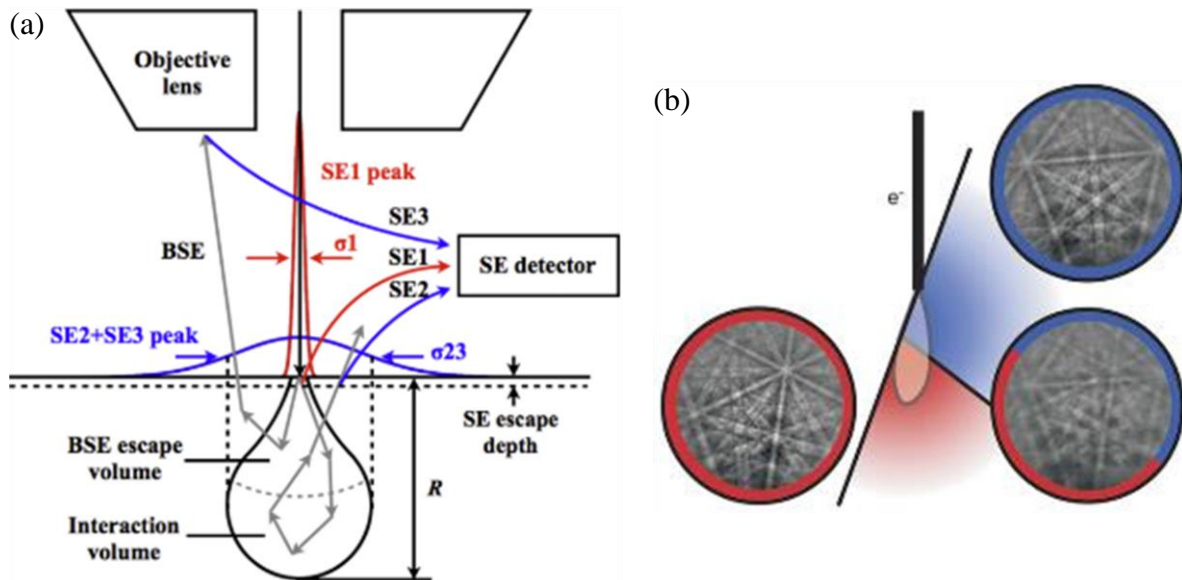 (a)
Objective
lens
SE1 peak
SE3
BSE
σ1
SE1
SE2
SE detector
SE2+SE3 peak
σ23
SE escape
depth
BSE escape
volume
R
Interaction
volume
(b)
e-